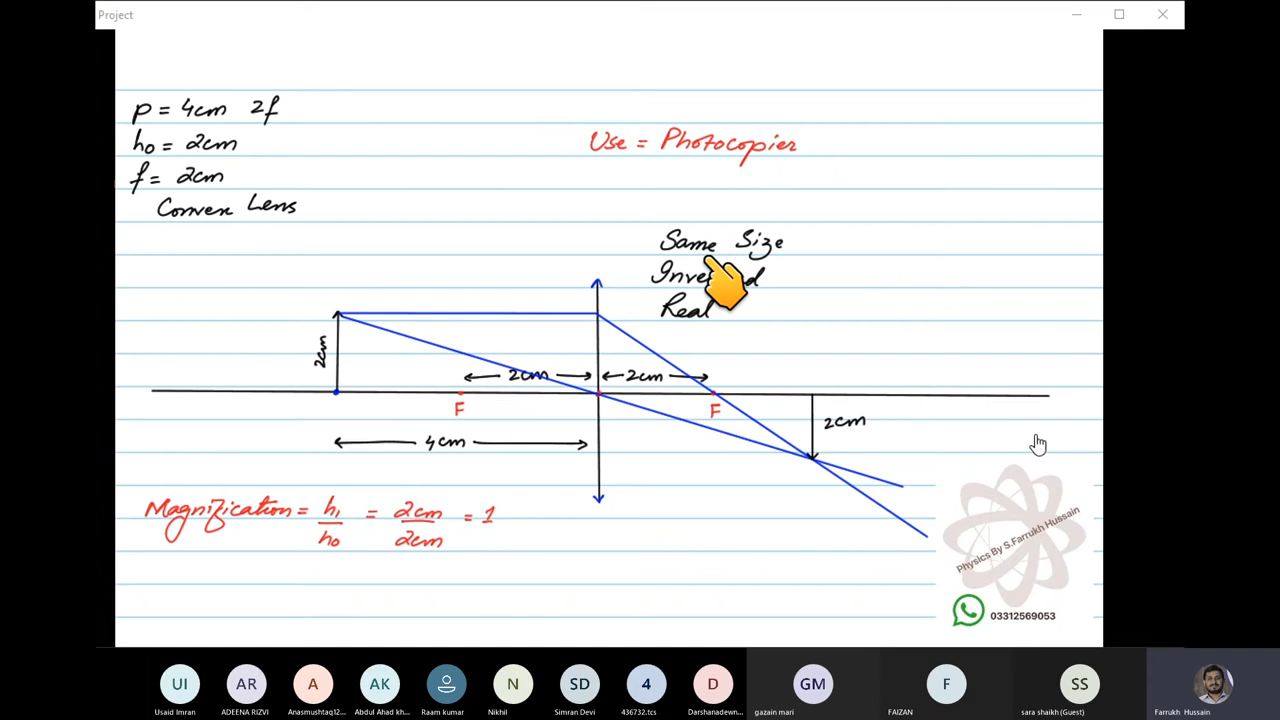 Project
p = 4cm 2f
ho = 2cm
f = 2cm
Convex Lens
Use = Photocopier
Same Size
Real
2cm
2cm
2cm
F
F
2cm
4cm
Magnification = hi/ho = 2cm/2cm = 1
Physics By S.Farrukh Hussain
03312569053
UI
AR
A
AK
N
SD
4
D
GM
F
SS
Usaid Imran
ADEENA RIZVI
Anasmushtaq12...
Abdul Ahad kh...
Raam kumar
Nikhil
Simran Devi
436732.tcs
Darshanadewn...
gazain mari
FAIZAN
sara shaikh (Guest)
Farrukh Hussain